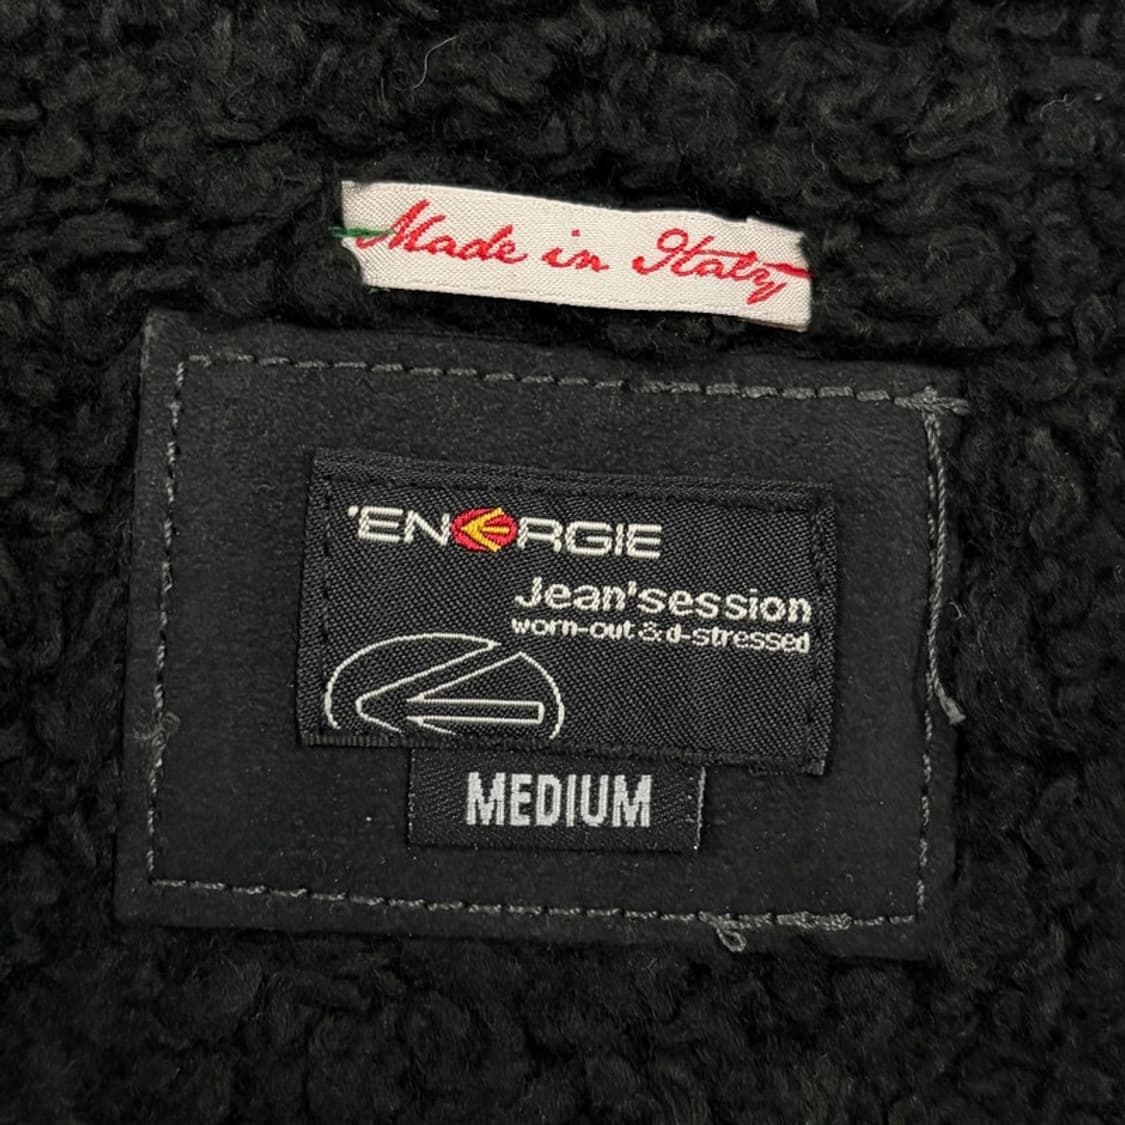 Made in Italy
'ENERGIE
Jean'session
worn-out & d-stressed
MEDIUM